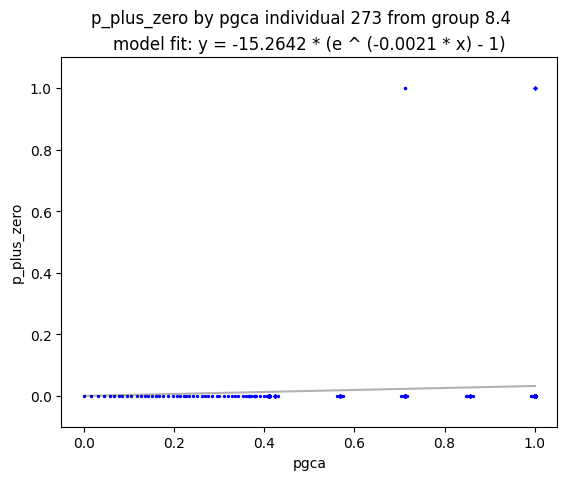 p_plus_zero by pgca individual 273 from group 8.4
model fit: y = -15.2642 * (e ^ (-0.0021 * x) - 1)
1.0
0.8
0.6
0.4
0.2
0.0
p_plus_zero
0.0 0.2 0.4 0.6 0.8 1.0
pgca